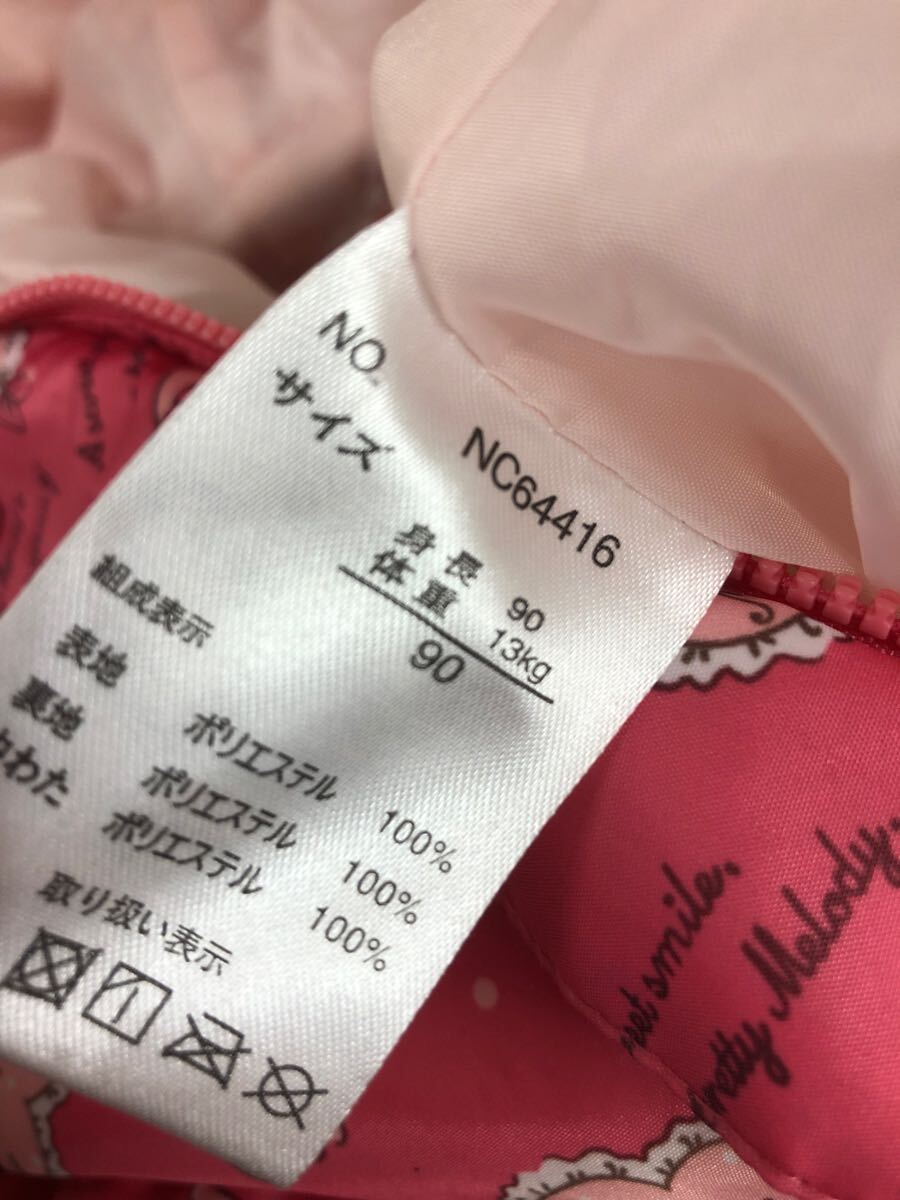 NO.
NC64416
サイズ
身長 90
体重 13kg
90
組成表示
表地 ポリエステル 100%
裏地 ポリエステル 100%
中わた ポリエステル 100%
取り扱い表示
smile.
Pretty Melody.